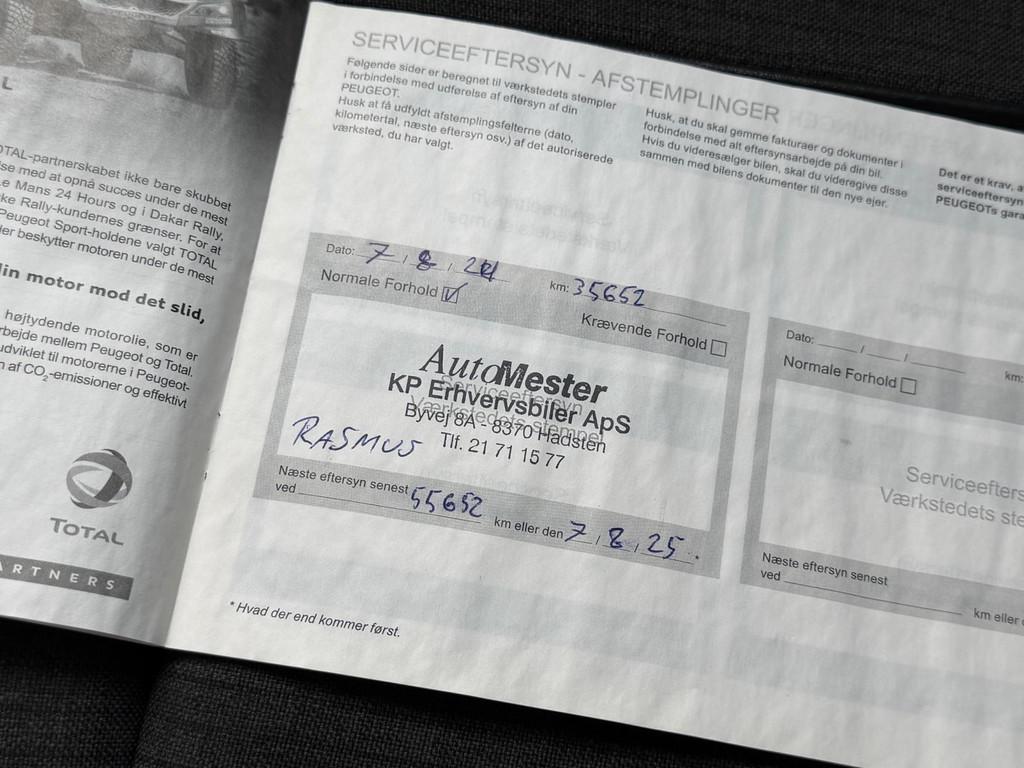 L
OTAL-partnerskabet ikke bare skubbet
se med at opnå succes under de mest
e Mans 24 Hours og i Dakar Rally,
ke Rally-kundernes grænser. For at
Peugeot Sport-holdene valgt TOTAL
er beskytter motoren under de mest
in motor mod det slid,
højtydende motorolie, som er
rbejde mellem Peugeot og Total.
udviklet til motorerne i Peugeot-
n af CO2-emissioner og effektivt
TOTAL
ARTNERS
SERVICEEFTERSYN - AFSTEMPLINGER
Følgende sider er beregnet til værkstedets stempler
i forbindelse med udførelse af eftersyn af din
PEUGEOT.
Husk at få udfyldt afstemplingsfelterne (dato,
kilometertal, næste eftersyn osv.) af det autoriserede
værksted, du har valgt.
Husk, at du skal gemme fakturaer og dokumenter i
forbindelse med alt eftersynsarbejde på din bil.
Hvis du videresælger bilen, skal du videregive disse
sammen med bilens dokumenter til den nye ejer.
Det er et krav, a
serviceeftersyn
PEUGEOTs gara
Dato: 7 / 8 / 24 km: 35652
Normale Forhold Krævende Forhold
Serviceeftersyn
Værkstedets stempel
AutoMester
KP Erhvervsbiler ApS
Byvej 8A - 8370 Hadsten
Tlf. 21 71 15 77
RASMUS
Næste eftersyn senest
ved 55652 km eller den 7 / 8 / 25.
* Hvad der end kommer først.
Dato: / / km:
Normale Forhold
Serviceefters
Værkstedets ste
Næste eftersyn senest
ved km eller